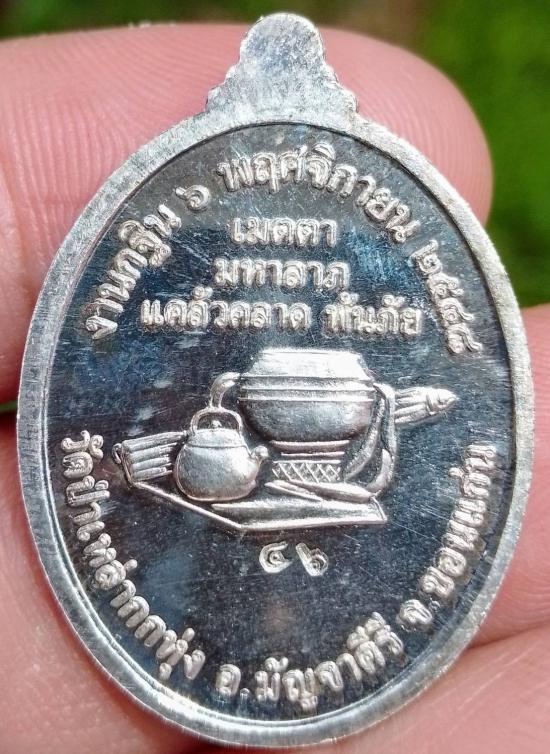 งานกฐิน ๖ พฤศจิกายน ๒๕๔๘
เมตตา
มหาลาภ
แคล้วคลาด พ้นภัย
๔๖
วัดป่าเหล่ากกหุ่ง อ.มัญจาคีรี จ.ขอนแก่น